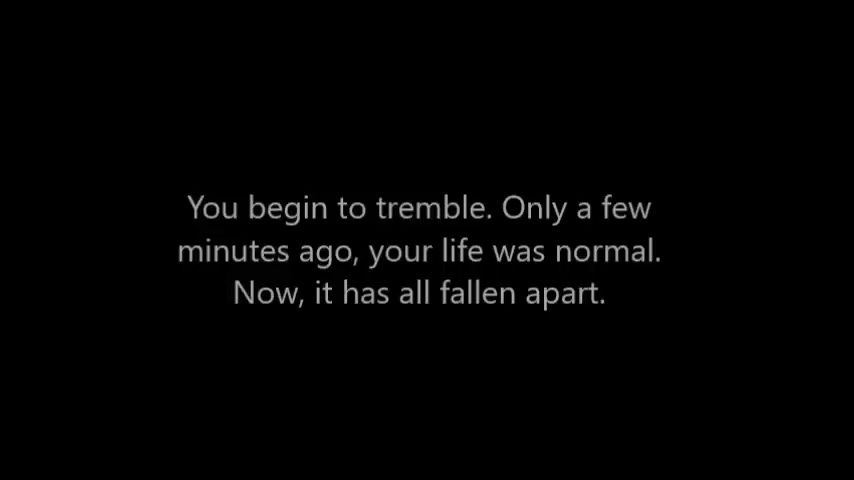 You begin to tremble. Only a few
minutes ago, your life was normal.
Now, it has all fallen apart.